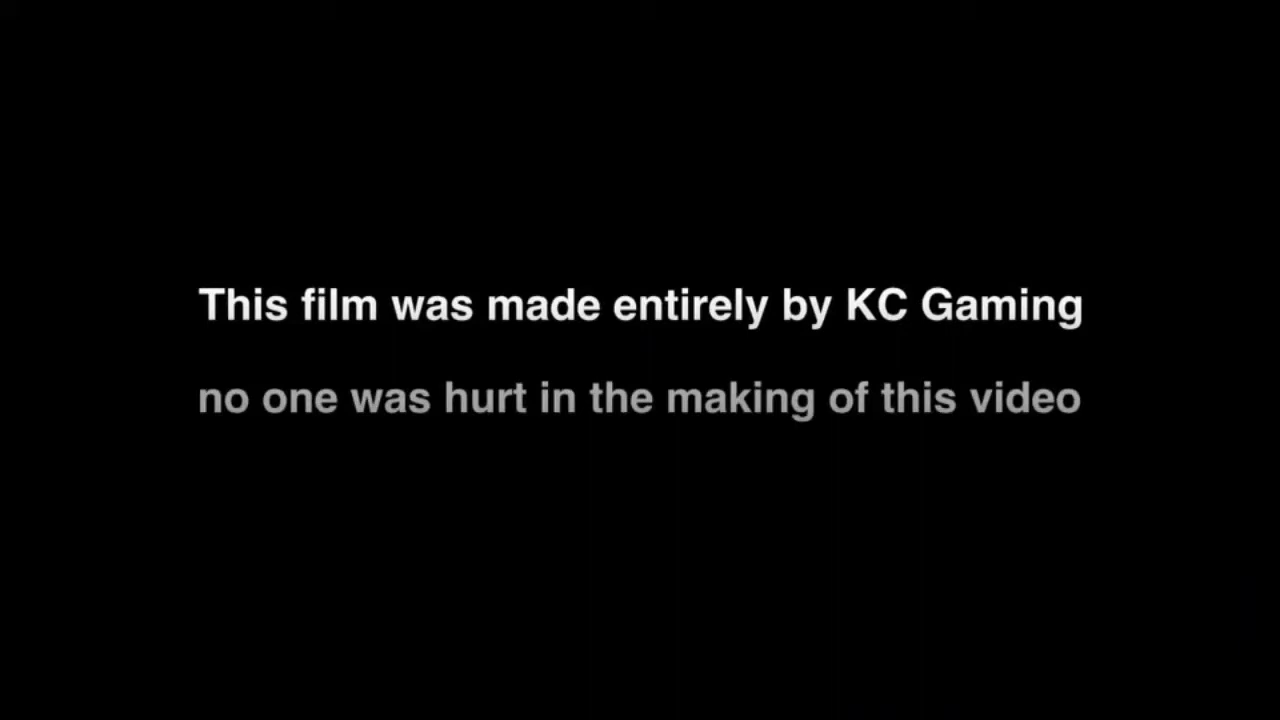 This film was made entirely by KC Gaming
no one was hurt in the making of this video